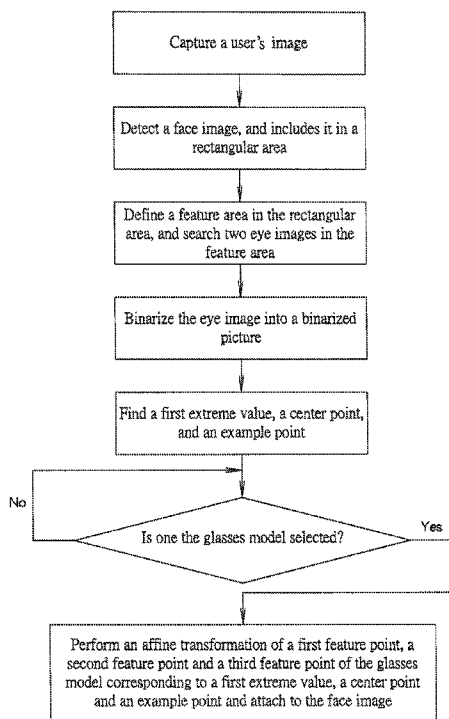 Capture a user's image
Detect a face image, and includes it in a
rectangular area
Define a feature area in the rectangular
area, and search two eye images in the
feature area
Binarize the eye image into a binarized
picture
Find a first extreme value, a center point,
and an example point
No
Is one the glasses model selected?
Yes
Perform an affine transformation of a first feature point, a
second feature point and a third feature point of the glasses
model corresponding to a first extreme value, a center point
and an example point and attach to the face image